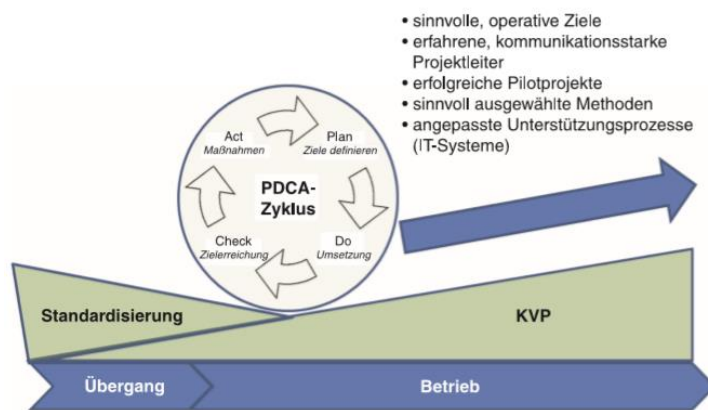 • sinnvolle, operative Ziele
• erfahrene, kommunikationsstarke
Projektleiter
• erfolgreiche Pilotprojekte
• sinnvoll ausgewählte Methoden
• angepasste Unterstützungsprozesse
(IT-Systeme)
Act
Maßnahmen
Plan
Ziele definieren
PDCA-
Zyklus
Check
Zielerreichung
Do
Umsetzung
Standardisierung
KVP
Übergang
Betrieb